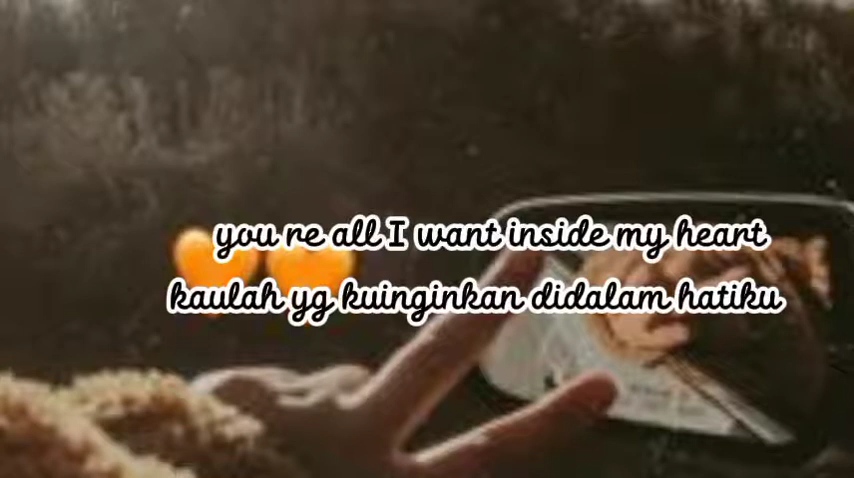 you re all I want inside my heart
kaulah yg kuinginkan didalam hatiku